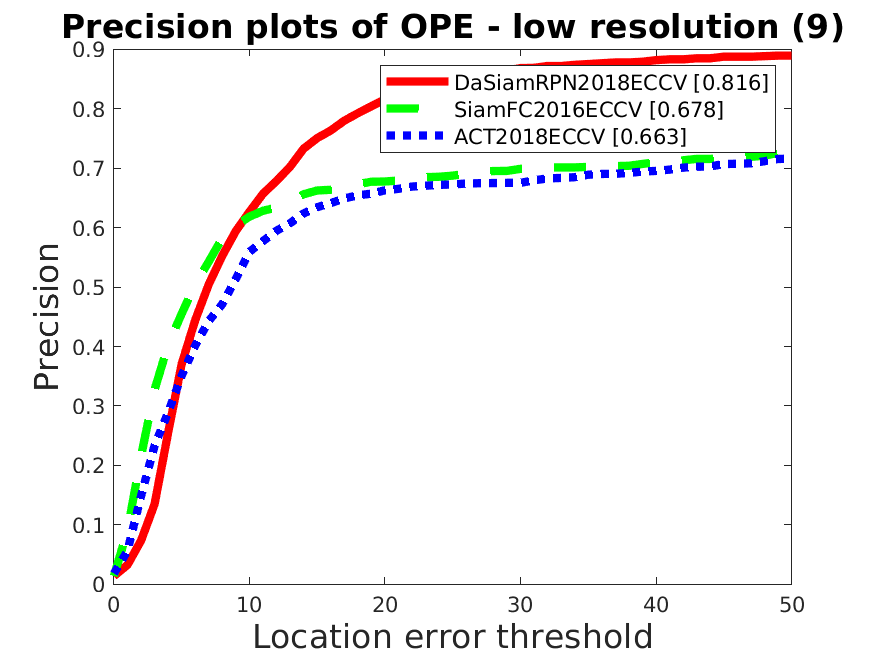 Precision plots of OPE - low resolution (9)
0.9
0.8
0.7
0.6
0.5
0.4
0.3
0.2
0.1
0
Precision
DaSiamRPN2018ECCV [0.816]
SiamFC2016ECCV [0.678]
ACT2018ECCV [0.663]
0 10 20 30 40 50
Location error threshold